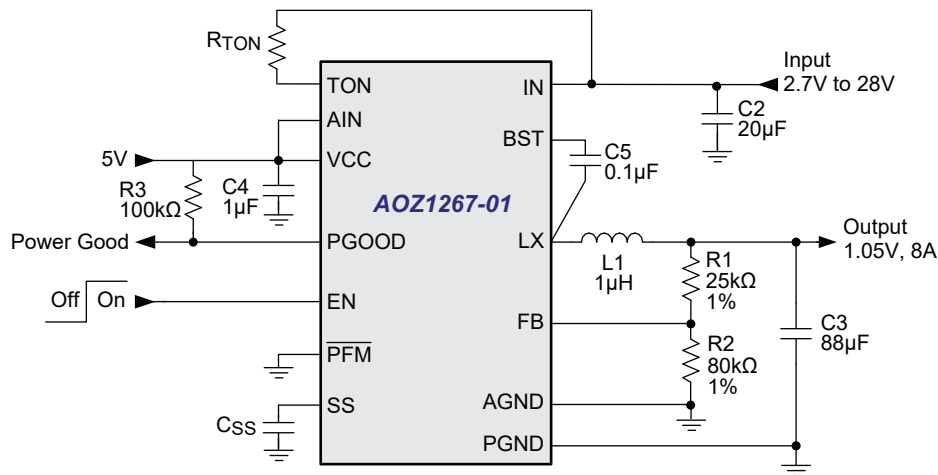 RTON
TON
AIN
5V
VCC
R3
100kΩ
C4
1µF
AOZ1267-01
Power Good
PGOOD
Off
On
EN
PFM
SS
CSS
IN
Input
2.7V to 28V
C2
20µF
BST
C5
0.1µF
LX
L1
1µH
Output
1.05V, 8A
R1
25kΩ
1%
FB
R2
80kΩ
1%
C3
88µF
AGND
PGND